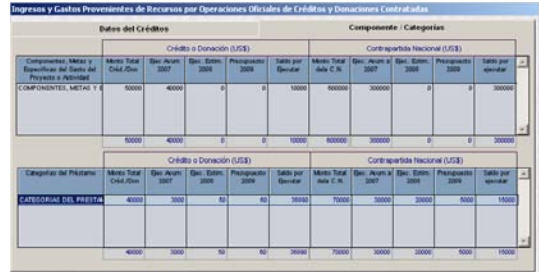 Ingresos y Gastos Provenientes de Recursos por Operaciones Oficiales de Créditos y Donaciones Contratadas
Datos del Créditos Componente / Categorías
Crédito o Donación (US$) Contrapartida Nacional (US$)
Componentes, Metas y Específicas del Gasto del Proyecto o Actividad Monto Total Créd./Don Ejec Acum 2007 Ejec. Estim. 2008 Presupuesto 2009 Saldo por Ejecutar Monto Total dela C.N. Ejec. Acum a 2007 Ejec. Estim. 2008 Presupuesto 2009 Saldo por ejecutar
COMPONENTES, METAS Y E 50000 40000 0 0 10000 600000 300000 0 0 300000
50000 40000 0 0 10000 600000 300000 0 0 300000
Crédito o Donación (US$) Contrapartida Nacional (US$)
Categorías del Préstamo Monto Total Créd./Don Ejec Acum 2007 Ejec. Estim. 2008 Presupuesto 2009 Saldo por Ejecutar Monto Total dela C.N. Ejec. Acum a 2007 Ejec. Estim. 2008 Presupuesto 2009 Saldo por ejecutar
CATEGORIAS DEL PRESTA 40000 3000 50 50 36900 70000 30000 20000 5000 15000
40000 3000 50 50 36900 70000 30000 20000 5000 15000